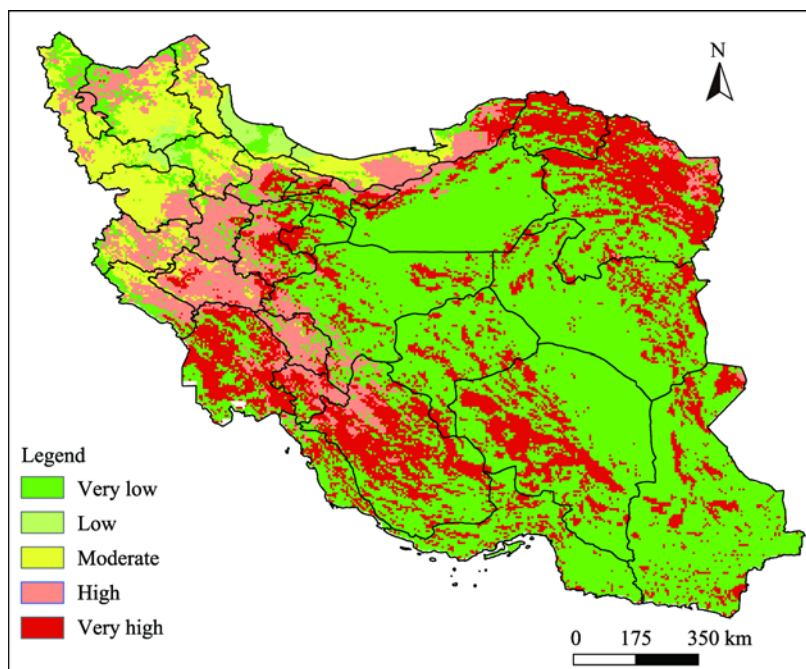 N
Legend
Very low
Low
Moderate
High
Very high
0 175 350 km